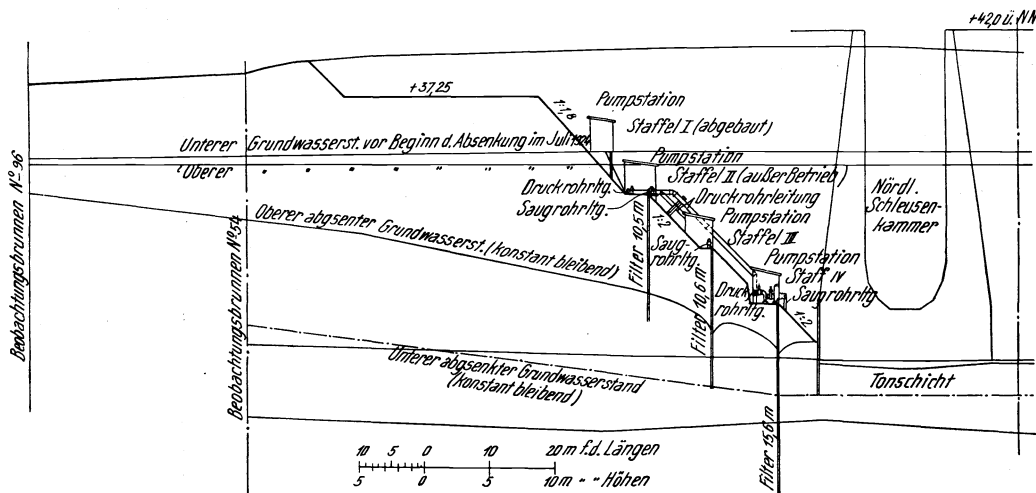 +42,0 ü. NN
+37,25
1:1,8
Pumpstation
Staffel I (abgebaut)
Unterer Grundwasserst. vor Beginn d. Absenkung im Juli 1924
Oberer " " " " " " "
Pumpstation
Staffel II (außer Betrieb)
Druckrohrltg.
Saugrohrltg.
Druckrohrleitung
Pumpstation
Staffel III
1:2
Saug-
rohrltg.
Pumpstation
Staff IV
Saugrohrltg.
Druck-
rohrltg.
1:2
Nördl.
Schleusen-
kammer
Beobachtungsbrunnen No 96
Beobachtungsbrunnen No 54
Oberer abgsenter Grundwasserst. (konstant bleibend)
Filter 10,5 m
Filter 10,6 m
Filter 15,6 m
Unterer abgsenkter Grundwasserstand
(konstant bleibend)
Tonschicht
10 5 0 10 20 m f.d. Längen
5 0 5 10 m " " Höhen